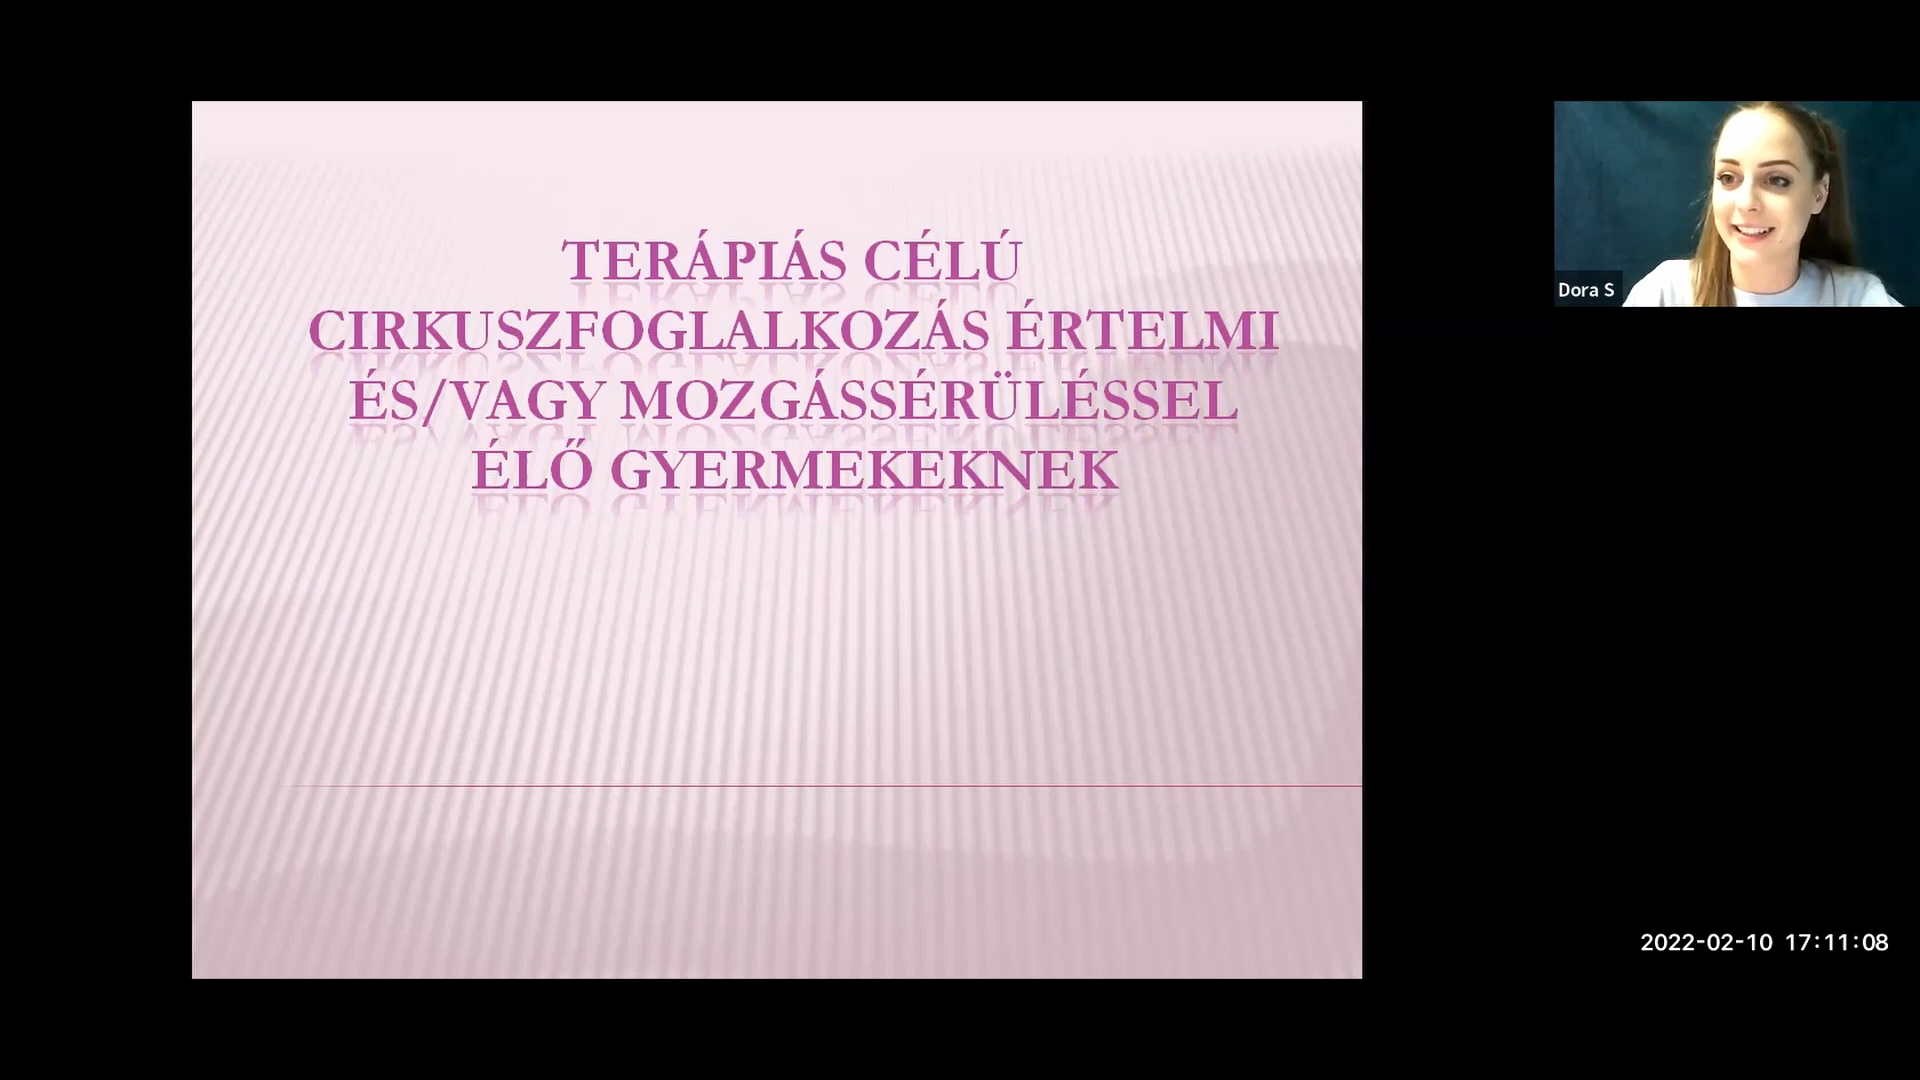 TERÁPIÁS CÉLÚ
CIRKUSZFOGLALKOZÁS ÉRTELMI
ÉS/VAGY MOZGÁSSÉRÜLÉSSEL
ÉLŐ GYERMEKEKNEK
Dora S
2022-02-10 17:11:08